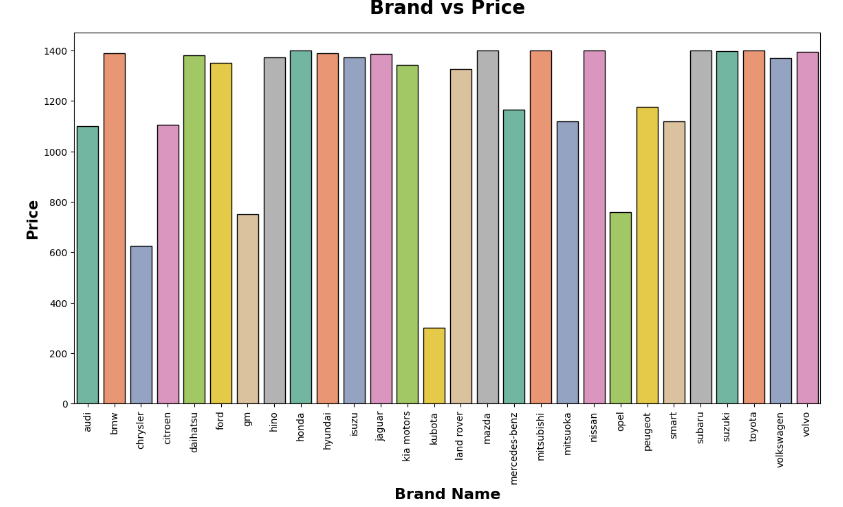 Brand vs Price
Price
1400
1200
1000
800
600
400
200
0
audi
bmw
chrysler
citroen
daihatsu
ford
gm
hino
honda
hyundai
isuzu
jaguar
kia motors
kubota
land rover
mazda
mercedes-benz
mitsubishi
mitsuoka
nissan
opel
peugeot
smart
subaru
suzuki
toyota
volkswagen
volvo
Brand Name